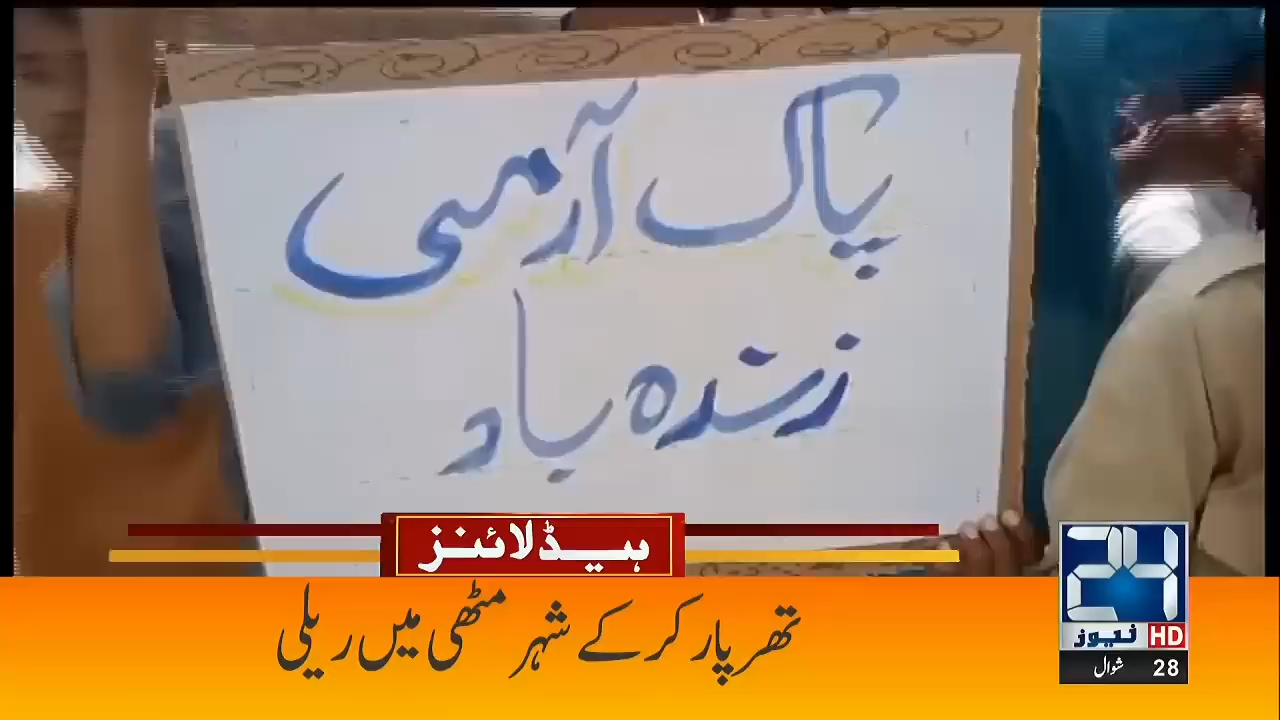 پاک آرمی
زندہ باد
ہیڈلائنز
تھرپارکر کے شہر مٹھی میں ریلی
24
نیوز HD
28 شوال